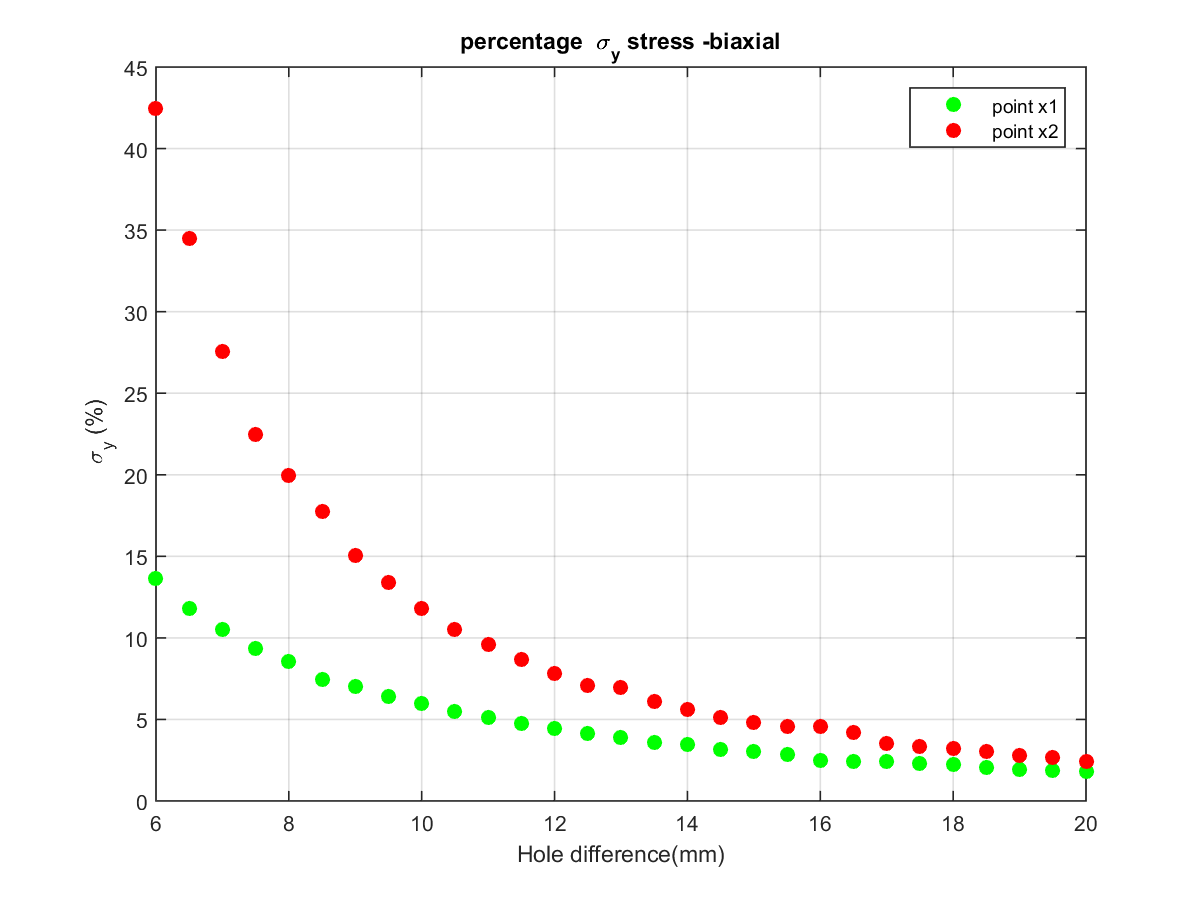 percentage σy stress -biaxial
point x1
point x2
45
40
35
30
25
20
15
10
5
0
σy (%)
6 8 10 12 14 16 18 20
Hole difference(mm)